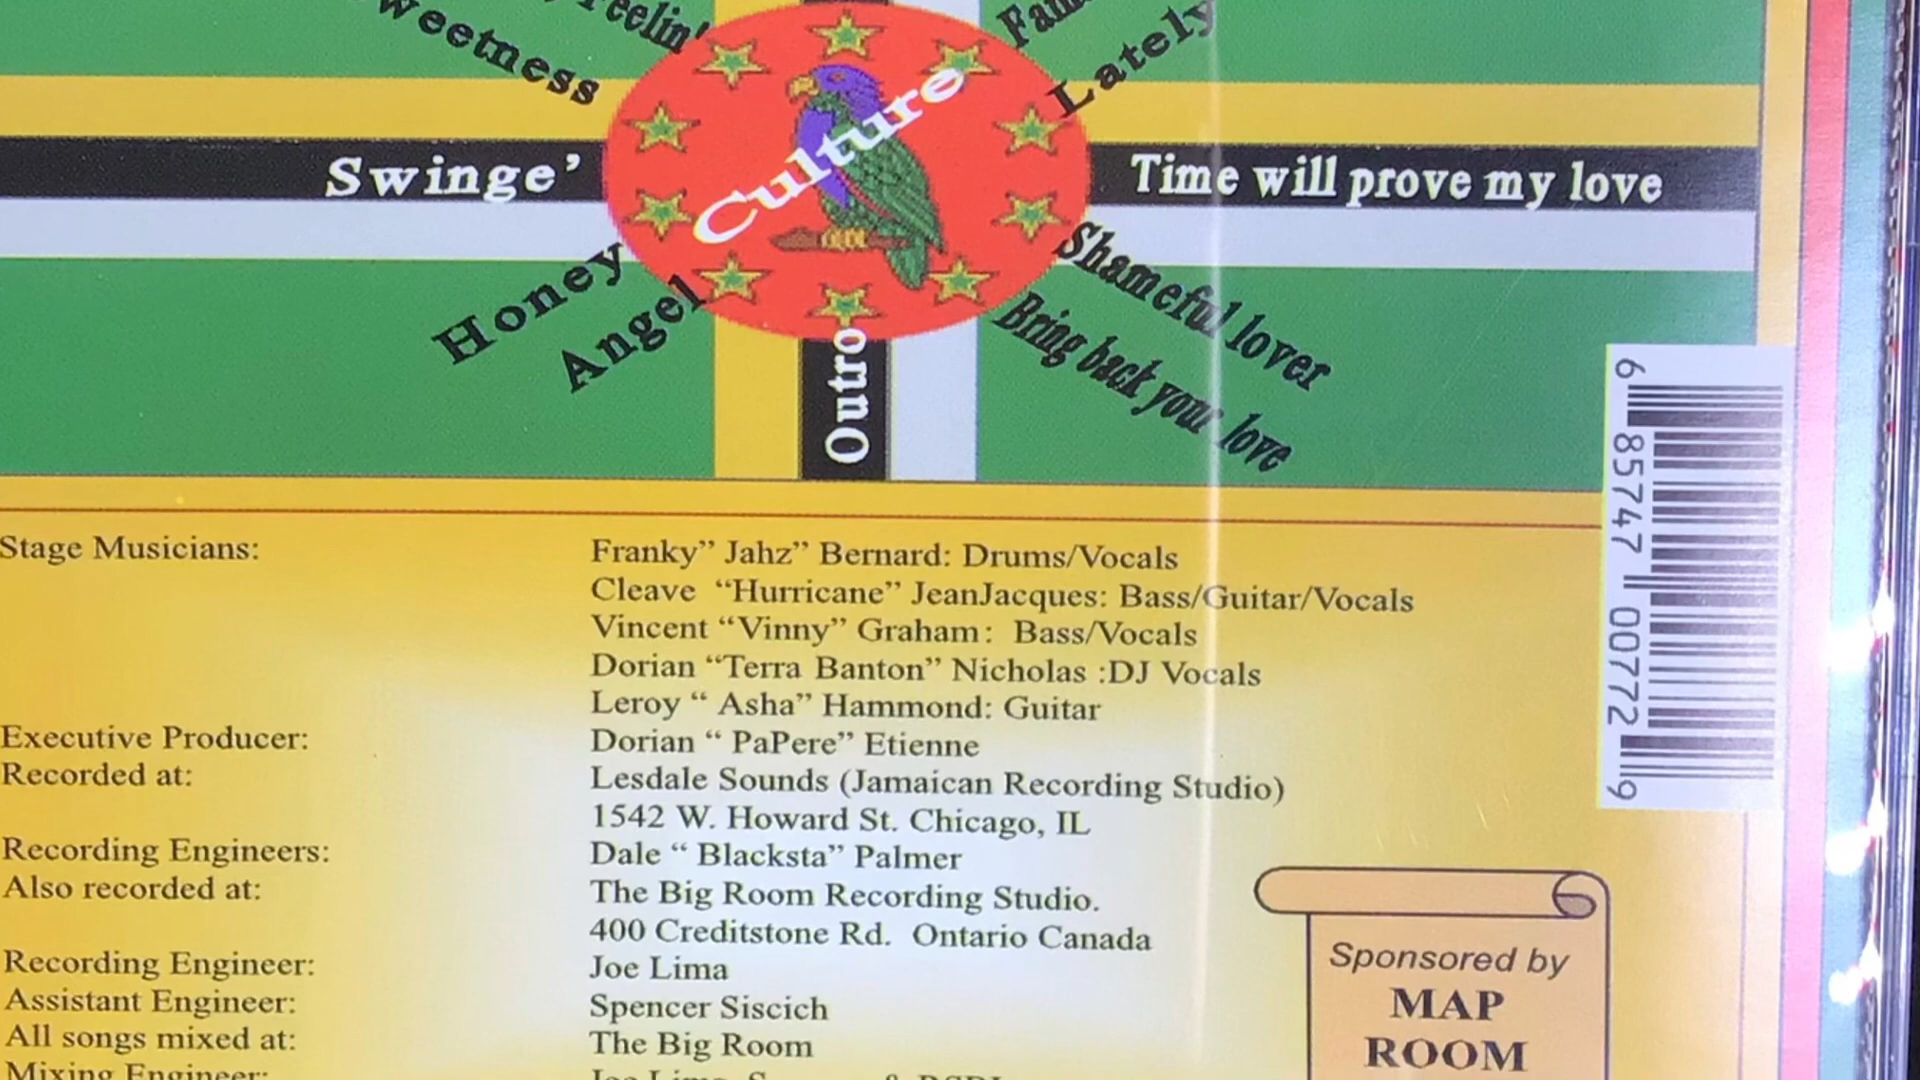 Feelin'
Sweetness
Lately
Culture
Swinge’
Time will prove my love
Honey
Angel
Shameful lover
Bring back your love
Outro
6 85747 00772 9
Stage Musicians:
Franky” Jahz” Bernard: Drums/Vocals
Cleave “Hurricane” JeanJacques: Bass/Guitar/Vocals
Vincent “Vinny” Graham: Bass/Vocals
Dorian “Terra Banton” Nicholas :DJ Vocals
Leroy “ Asha” Hammond: Guitar
Executive Producer: Dorian “ PaPere” Etienne
Recorded at: Lesdale Sounds (Jamaican Recording Studio)
1542 W. Howard St. Chicago, IL
Recording Engineers: Dale “ Blacksta” Palmer
Also recorded at: The Big Room Recording Studio.
400 Creditstone Rd. Ontario Canada
Recording Engineer: Joe Lima
Assistant Engineer: Spencer Siscich
All songs mixed at: The Big Room
Mixing Engineer:
Sponsored by
MAP
ROOM